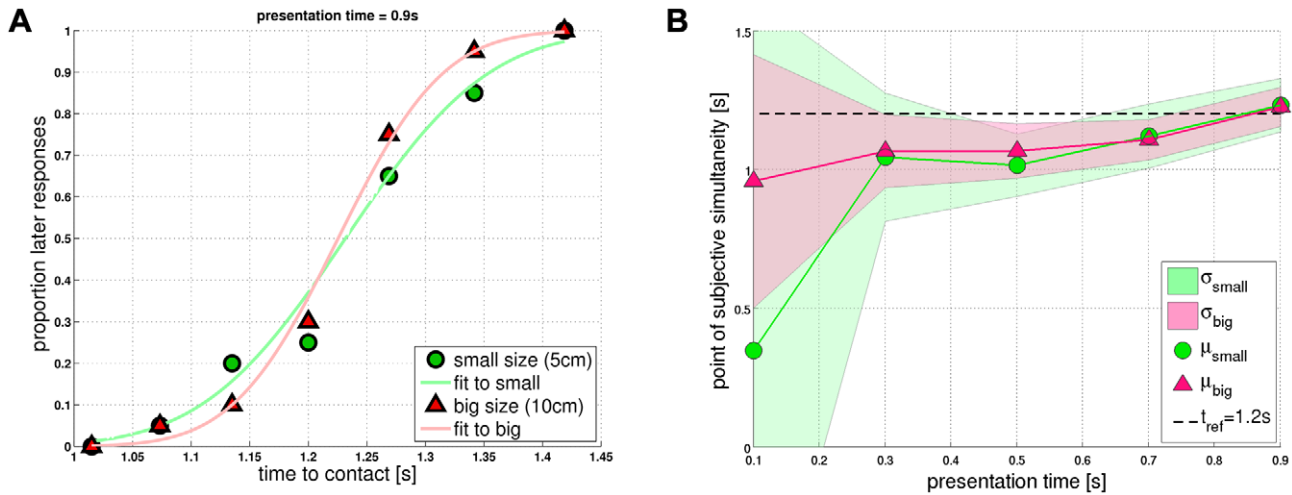 A
presentation time = 0.9s
proportion later responses
1
0.9
0.8
0.7
0.6
0.5
0.4
0.3
0.2
0.1
0
1 1.05 1.1 1.15 1.2 1.25 1.3 1.35 1.4 1.45
time to contact [s]
small size (5cm)
fit to small
big size (10cm)
fit to big
B
point of subjective simultaneity [s]
1.5
1
0.5
0
0.1 0.2 0.3 0.4 0.5 0.6 0.7 0.8 0.9
presentation time [s]
σsmall
σbig
μsmall
μbig
tref=1.2s